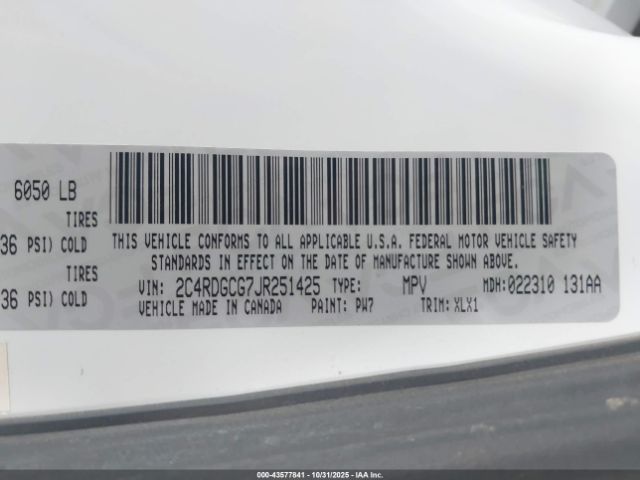 6050 LB
TIRES
36 PSI) COLD
THIS VEHICLE CONFORMS TO ALL APPLICABLE U.S.A. FEDERAL MOTOR VEHICLE SAFETY
STANDARDS IN EFFECT ON THE DATE OF MANUFACTURE SHOWN ABOVE.
TIRES
36 PSI) COLD
VIN: 2C4RDGCG7JR251425 TYPE: MPV MDH:022310 131AA
VEHICLE MADE IN CANADA PAINT: PW7 TRIM: XLX1
000-43577841 - 10/31/2025 - IAA Inc.